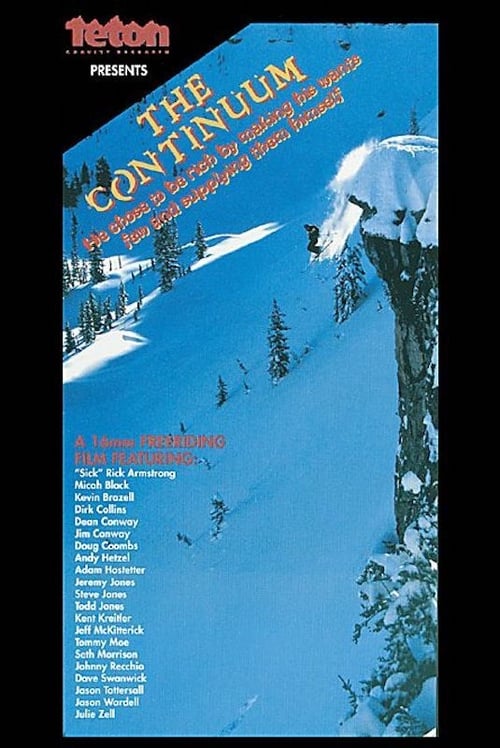 teton
GRAVITY RESEARCH
PRESENTS
THE
CONTINUUM
He chose to be rich by making his wants
few and supplying them himself
A 16mm FREERIDING
FILM FEATURING:
"Sick" Rick Armstrong
Micah Black
Kevin Brazell
Dirk Collins
Dean Conway
Jim Conway
Doug Coombs
Andy Hetzel
Adam Hostetter
Jeremy Jones
Steve Jones
Todd Jones
Kent Kreitler
Jeff McKitterick
Tommy Moe
Seth Morrison
Johnny Recchio
Dave Swanwick
Jason Tattersall
Jason Wardell
Julie Zell